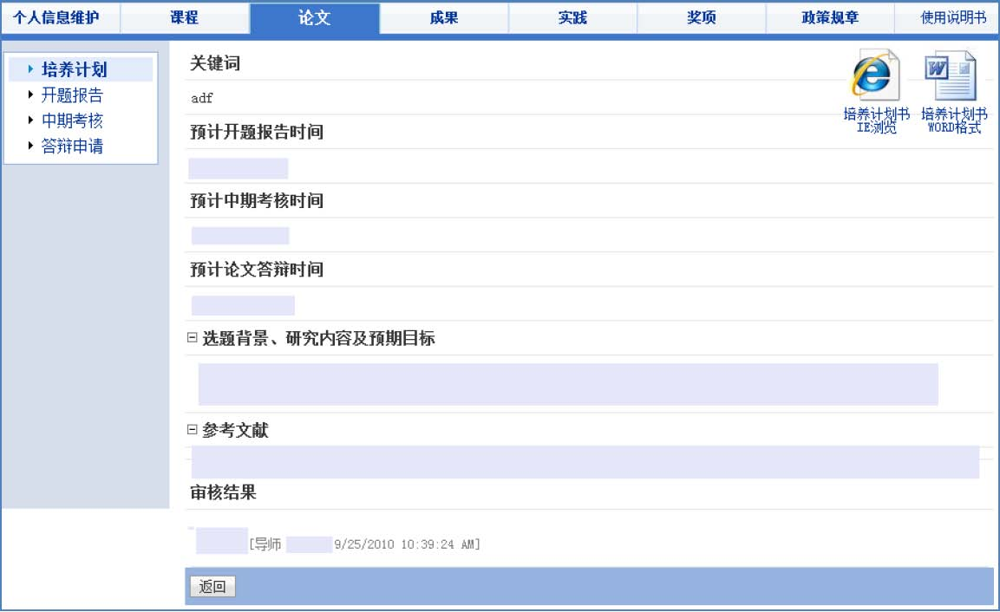 个人信息维护 课程 论文 成果 实践 奖项 政策规章 使用说明书
培养计划
开题报告
中期考核
答辩申请
关键词
adf
培养计划书
IE浏览
培养计划书
WORD格式
预计开题报告时间
预计中期考核时间
预计论文答辩时间
选题背景、研究内容及预期目标
参考文献
审核结果
[导师 9/25/2010 10:39:24 AM]
返回